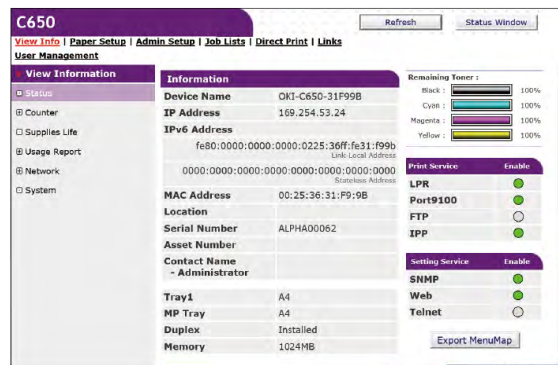 C650
Refresh
Status Window
View Info | Paper Setup | Admin Setup | Job Lists | Direct Print | Links
User Management
View Information
Status
Counter
Supplies Life
Usage Report
Network
System
Information
Device Name OKI-C650-31F99B
IP Address 169.254.53.24
IPv6 Address
fe80:0000:0000:0000:0225:36ff:fe31:f99b
Link Local Address
0000:0000:0000:0000:0000:0000:0000:0000
Stateless Address
MAC Address 00:25:36:31:F9:9B
Location
Serial Number ALPHA00062
Asset Number
Contact Name
- Administrator
Tray1 A4
MP Tray A4
Duplex Installed
Memory 1024MB
Remaining Toner :
Black : 100%
Cyan : 100%
Magenta : 100%
Yellow : 100%
Print Service Enable
LPR
Port9100
FTP
IPP
Setting Service Enable
SNMP
Web
Telnet
Export MenuMap